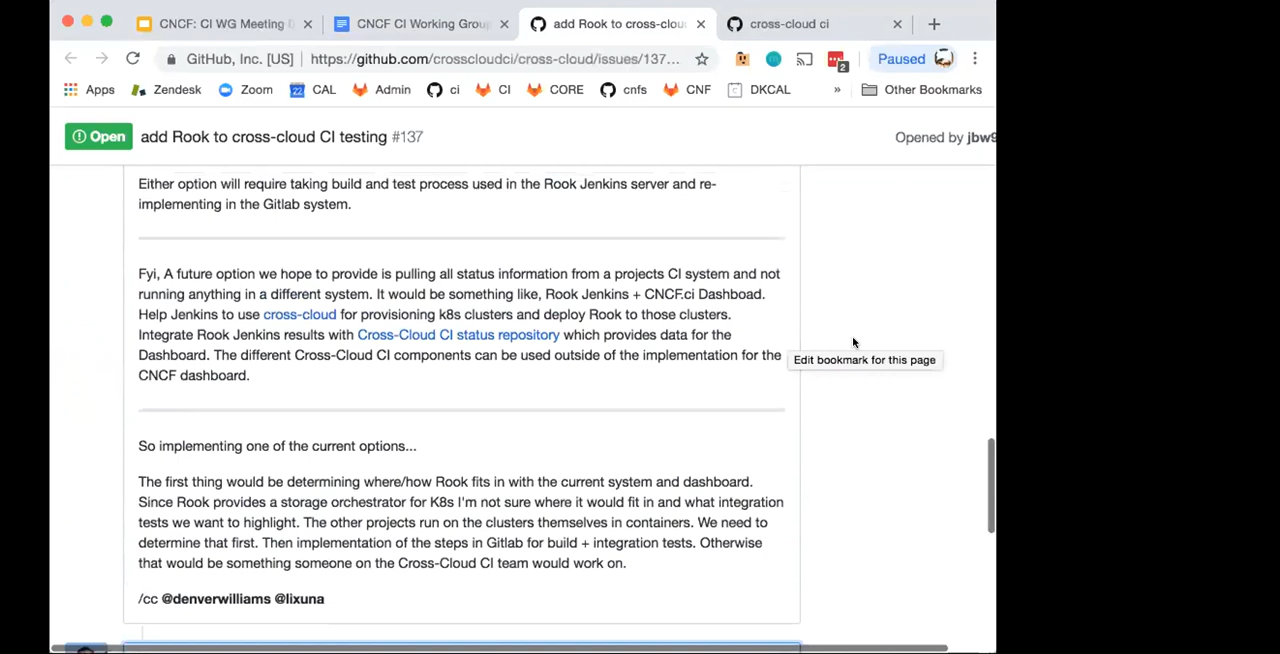 CNCF: CI WG Meeting
CNCF CI Working Grou
add Rook to cross-clou
cross-cloud ci
GitHub, Inc. [US]
https://github.com/crosscloudci/cross-cloud/issues/137...
2
Paused
Apps
Zendesk
Zoom
22
CAL
Admin
ci
CI
CORE
cnfs
CNF
DKCAL
»
Other Bookmarks
Open
add Rook to cross-cloud CI testing #137
Opened by jbw9
Either option will require taking build and test process used in the Rook Jenkins server and re-
implementing in the Gitlab system.
Fyi, A future option we hope to provide is pulling all status information from a projects CI system and not
running anything in a different system. It would be something like, Rook Jenkins + CNCF.ci Dashboad.
Help Jenkins to use cross-cloud for provisioning k8s clusters and deploy Rook to those clusters.
Integrate Rook Jenkins results with Cross-Cloud CI status repository which provides data for the
Dashboard. The different Cross-Cloud CI components can be used outside of the implementation for the
CNCF dashboard.
Edit bookmark for this page
So implementing one of the current options...
The first thing would be determining where/how Rook fits in with the current system and dashboard.
Since Rook provides a storage orchestrator for K8s I'm not sure where it would fit in and what integration
tests we want to highlight. The other projects run on the clusters themselves in containers. We need to
determine that first. Then implementation of the steps in Gitlab for build + integration tests. Otherwise
that would be something someone on the Cross-Cloud CI team would work on.
/cc @denverwilliams @lixuna